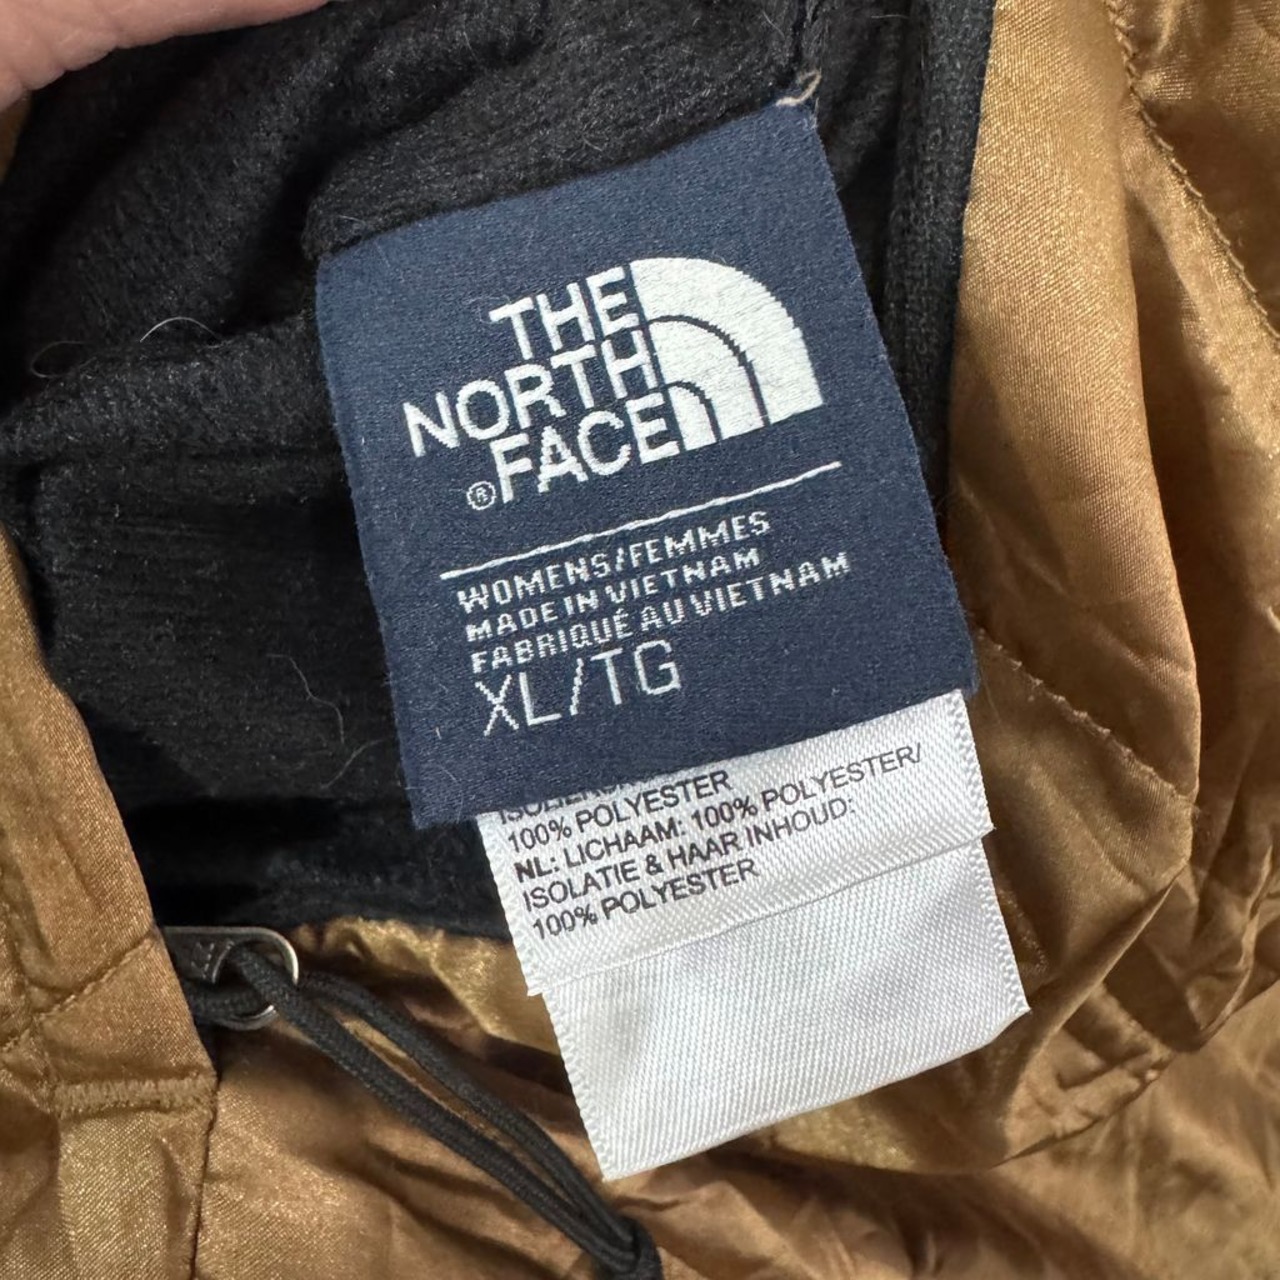 THE
NORTH
FACE
®
WOMENS/FEMMES
MADE IN VIETNAM
FABRIQUÉ AU VIETNAM
XL/TG
100% POLYESTER
NL: LICHAAM: 100% POLYESTER/
ISOLATIE & HAAR INHOUD:
100% POLYESTER